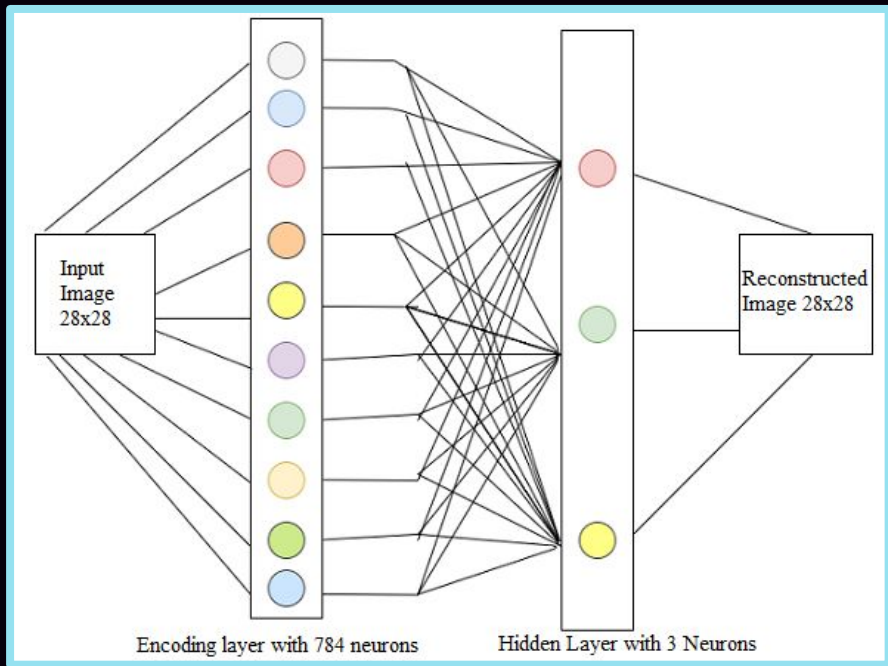 Input
Image
28x28
Reconstructed
Image 28x28
Encoding layer with 784 neurons
Hidden Layer with 3 Neurons